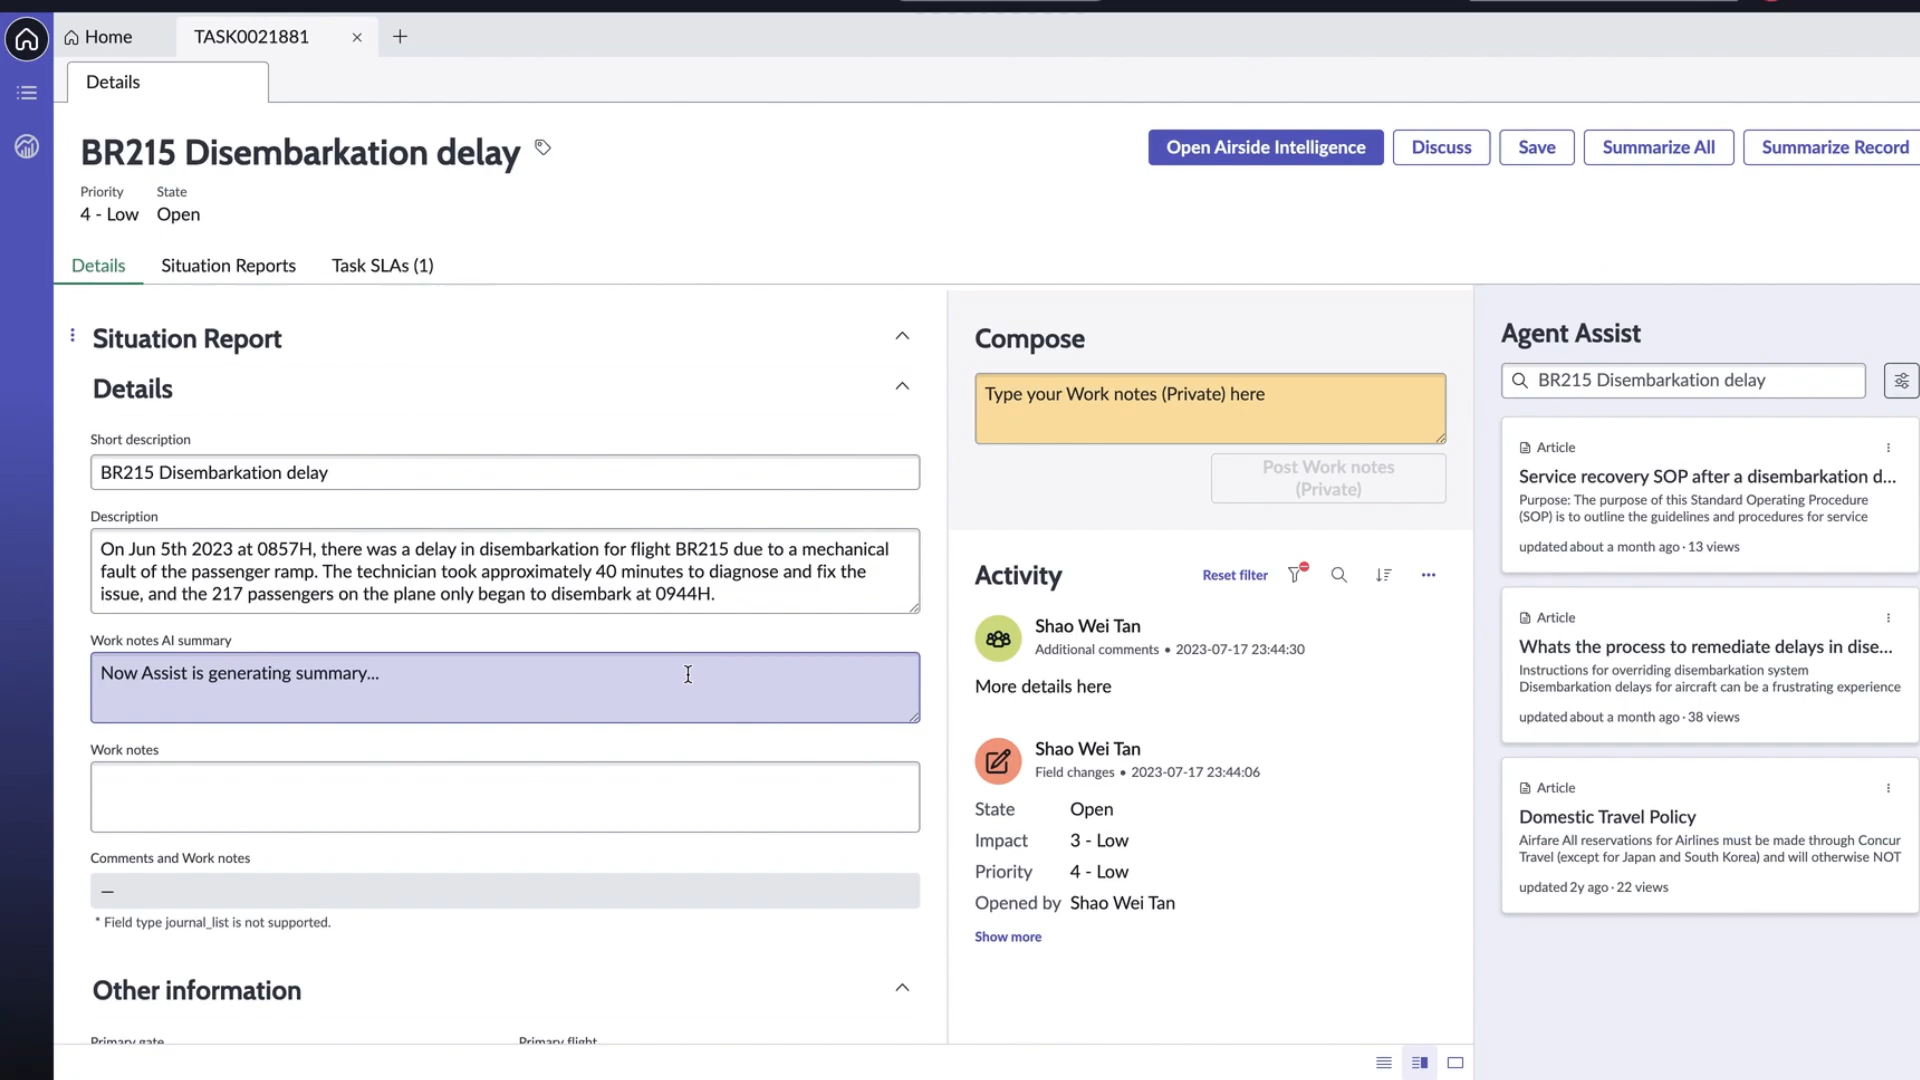 Home
TASK0021881
Details
BR215 Disembarkation delay
Open Airside Intelligence
Discuss
Save
Summarize All
Summarize Record
Priority
State
4 - Low
Open
Details
Situation Reports
Task SLAs (1)
Situation Report
Details
Short description
BR215 Disembarkation delay
Description
On Jun 5th 2023 at 0857H, there was a delay in disembarkation for flight BR215 due to a mechanical
fault of the passenger ramp. The technician took approximately 40 minutes to diagnose and fix the
issue, and the 217 passengers on the plane only began to disembark at 0944H.
Work notes AI summary
Now Assist is generating summary...
Work notes
Comments and Work notes
—
* Field type journal_list is not supported.
Other information
Primary gate
Primary flight
Compose
Type your Work notes (Private) here
Post Work notes
(Private)
Activity
Reset filter
Shao Wei Tan
Additional comments • 2023-07-17 23:44:30
More details here
Shao Wei Tan
Field changes • 2023-07-17 23:44:06
State Open
Impact 3 - Low
Priority 4 - Low
Opened by Shao Wei Tan
Show more
Agent Assist
BR215 Disembarkation delay
Article
Service recovery SOP after a disembarkation d...
Purpose: The purpose of this Standard Operating Procedure
(SOP) is to outline the guidelines and procedures for service
updated about a month ago · 13 views
Article
Whats the process to remediate delays in dise...
Instructions for overriding disembarkation system
Disembarkation delays for aircraft can be a frustrating experience
updated about a month ago · 38 views
Article
Domestic Travel Policy
Airfare All reservations for Airlines must be made through Concur
Travel (except for Japan and South Korea) and will otherwise NOT
updated 2y ago · 22 views